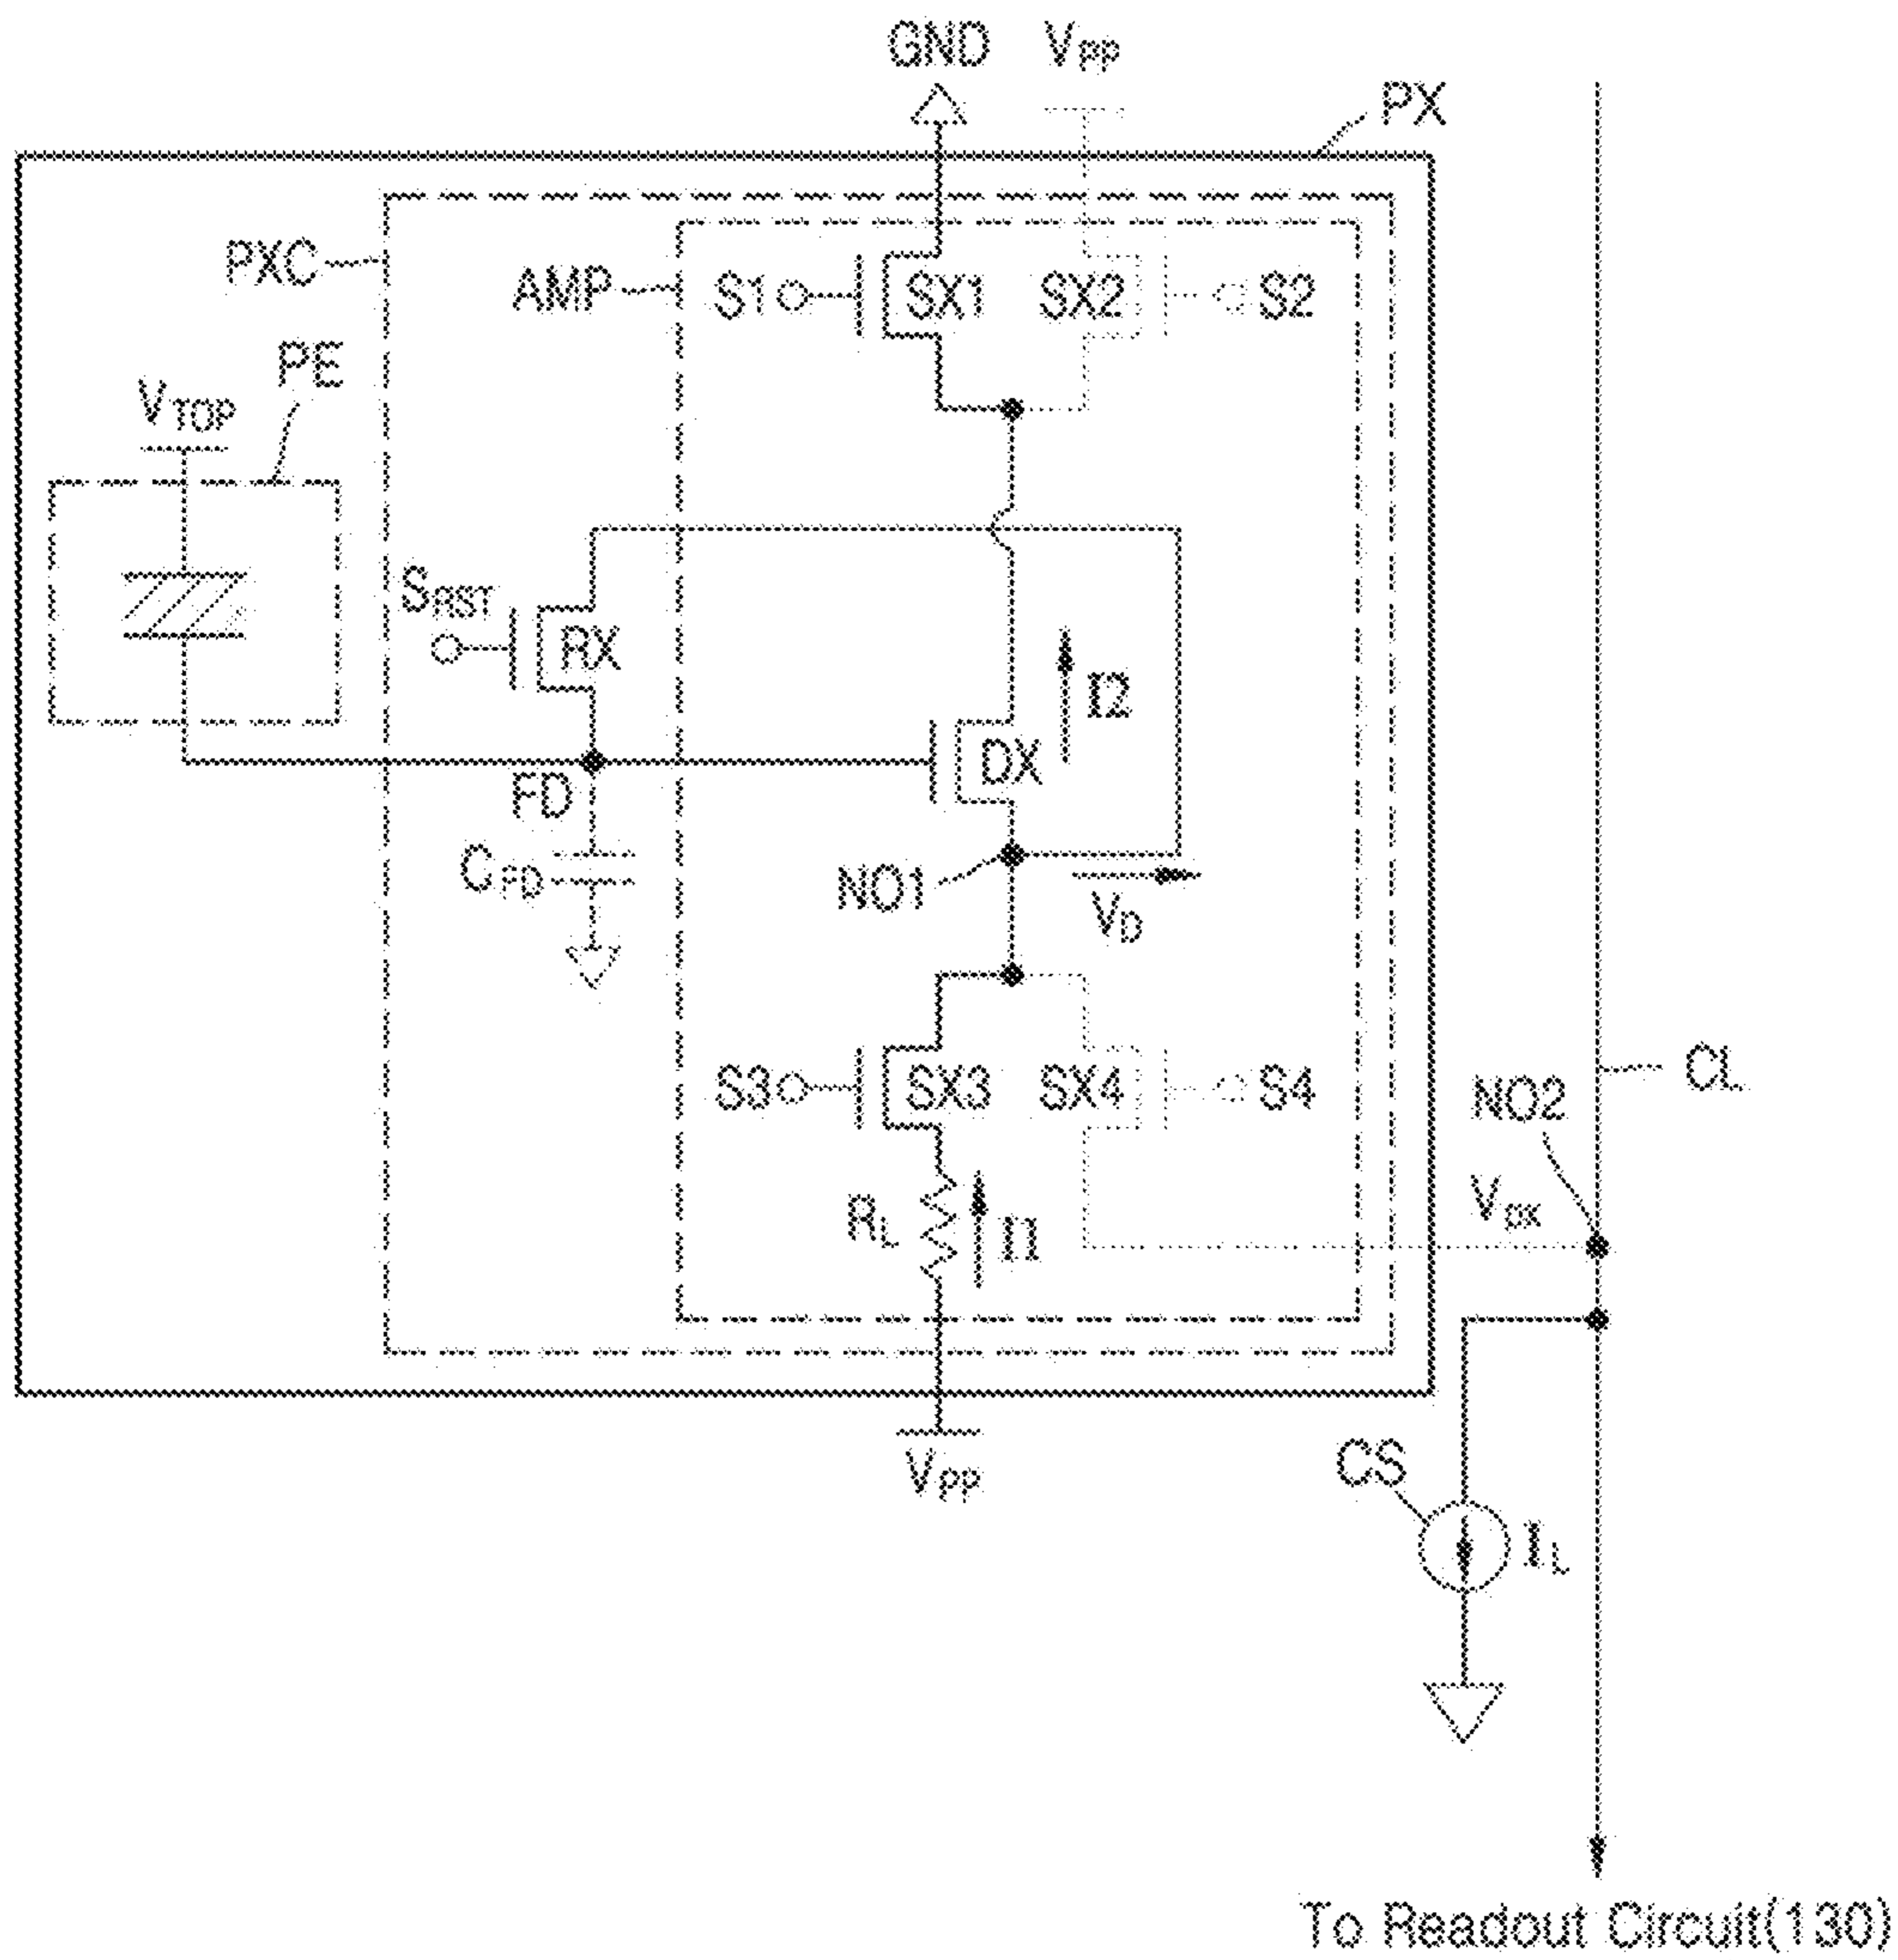 GND VPP
PX
PXC
AMP S1 SX1 SX2 S2
PE
VTOP
SRST
RX
I2
DX
FD
CFD
NO1
VD
S3 SX3 SX4 S4
CL
NO2
RL
I1
VPX
VPP
CS
IL
To Readout Circuit(130)